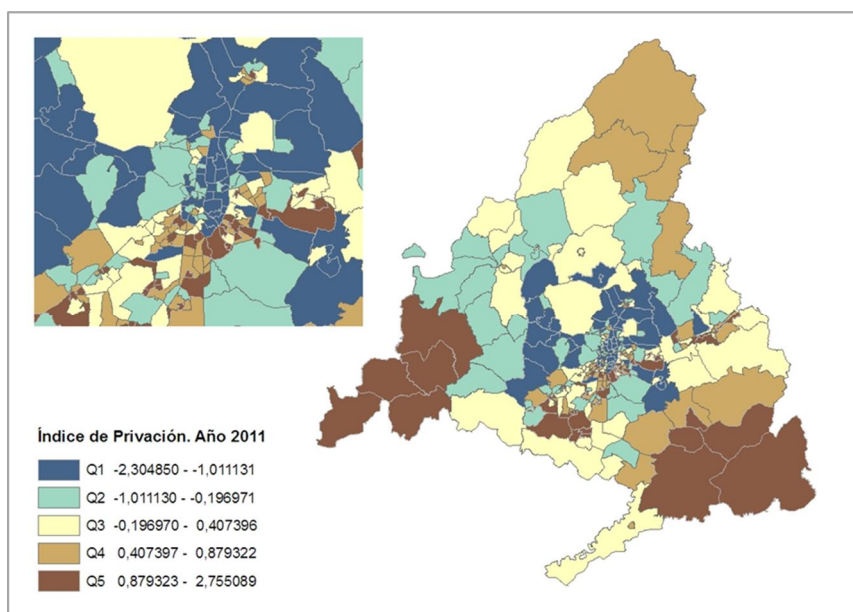 Índice de Privación. Año 2011
Q1 -2,304850 - -1,011131
Q2 -1,011130 - -0,196971
Q3 -0,196970 - 0,407396
Q4 0,407397 - 0,879322
Q5 0,879323 - 2,755089